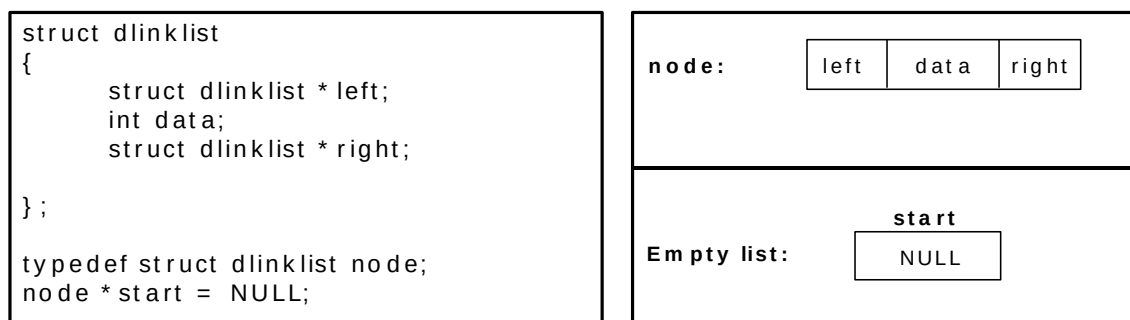 struct dlinklist
{
struct dlinklist * left;
int data;
struct dlinklist * right;
};
typedef struct dlinklist node;
node * start = NULL;
node: left data right
start
Empty list: NULL